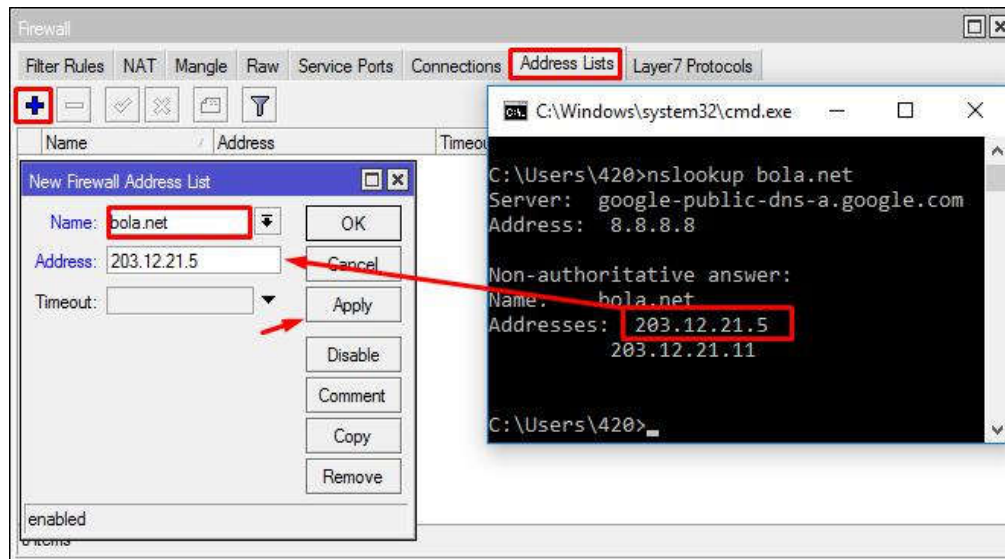 Firewall
Filter Rules NAT Mangle Raw Service Ports Connections Address Lists Layer7 Protocols
Name Address Timeou
New Firewall Address List
Name: bola.net
Address: 203.12.21.5
Timeout:
OK
Cancel
Apply
Disable
Comment
Copy
Remove
enabled
items
C:\Windows\system32\cmd.exe
C:\Users\420>nslookup bola.net
Server: google-public-dns-a.google.com
Address: 8.8.8.8
Non-authoritative answer:
Name: bola.net
Addresses: 203.12.21.5
203.12.21.11
C:\Users\420>_